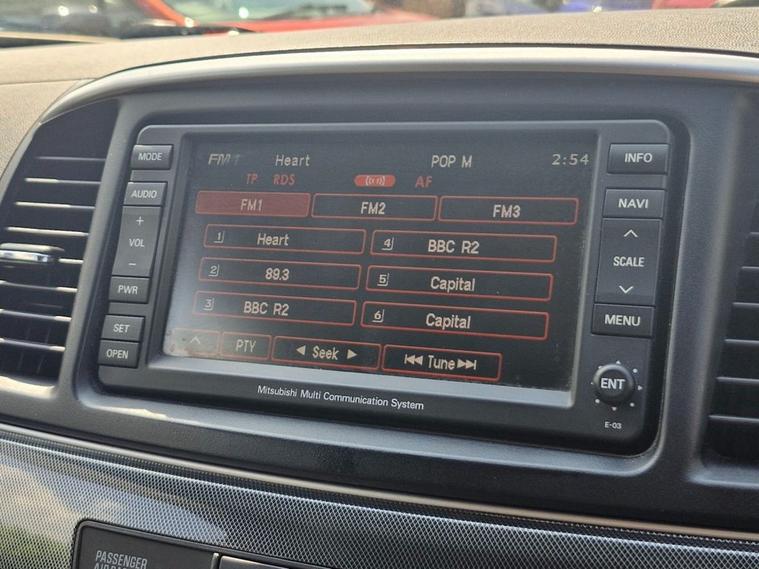 MODE
AUDIO
+
VOL
−
PWR
SET
OPEN
FM1 Heart POP M 2:54
TP RDS AF
FM1 FM2 FM3
1 Heart 4 BBC R2
2 89.3 5 Capital
3 BBC R2 6 Capital
PTY ◀ Seek ▶ |◀◀ Tune ▶▶|
INFO
NAVI
SCALE
MENU
ENT
E-03
Mitsubishi Multi Communication System
PASSENGER
AIRBAG